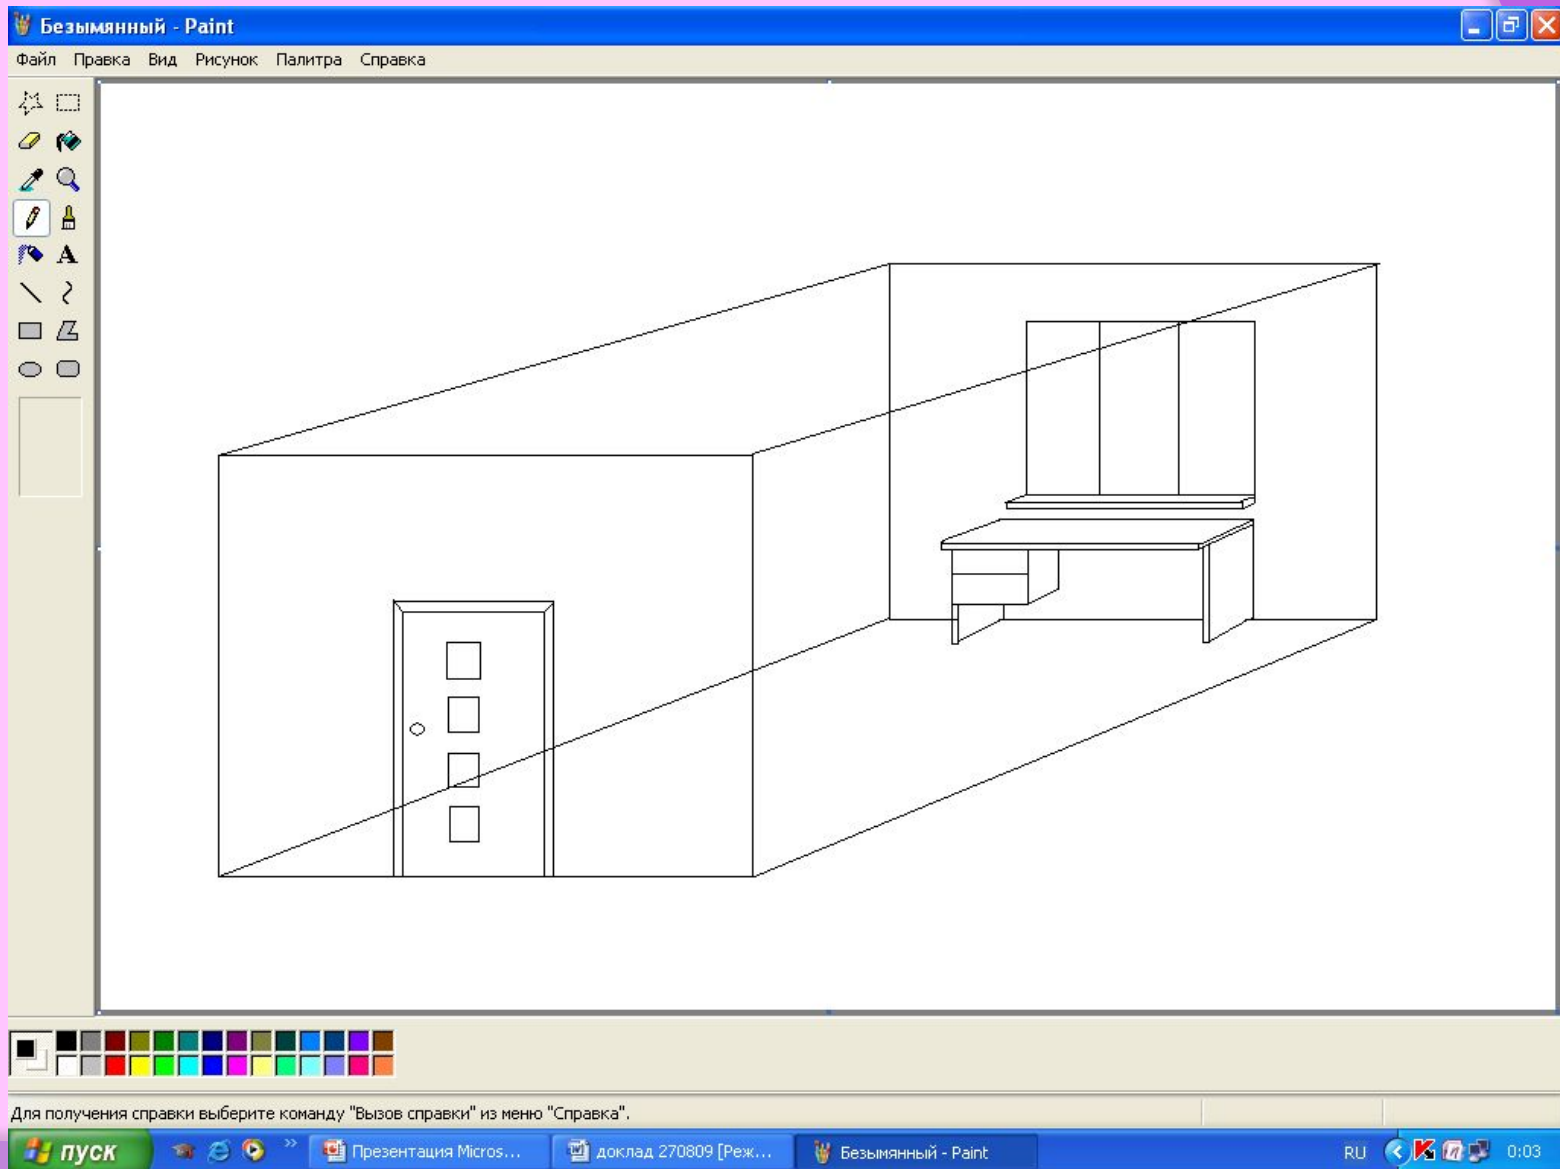 Безымянный - Paint
Файл Правка Вид Рисунок Палитра Справка
A
Для получения справки выберите команду "Вызов справки" из меню "Справка".
пуск
»
Презентация Micros...
доклад 270809 [Реж...
Безымянный - Paint
RU
0:03